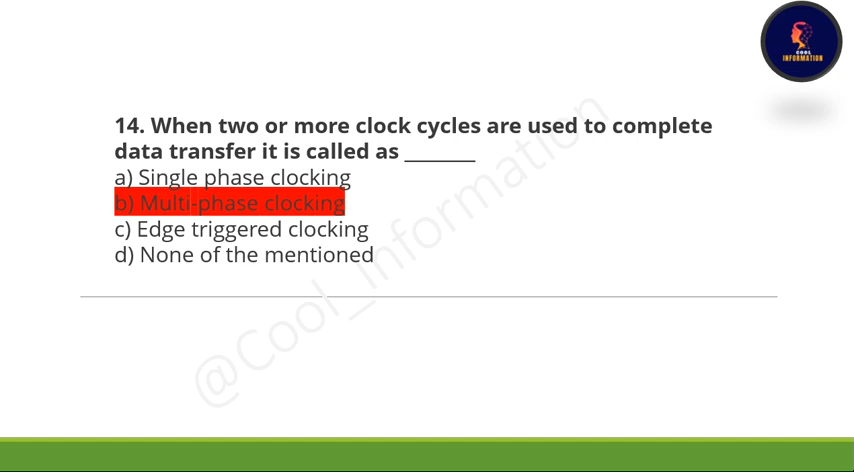 COOL
INFORMATION
14. When two or more clock cycles are used to complete
data transfer it is called as _______
a) Single phase clocking
b) Multi-phase clocking
c) Edge triggered clocking
d) None of the mentioned
@Cool_Information